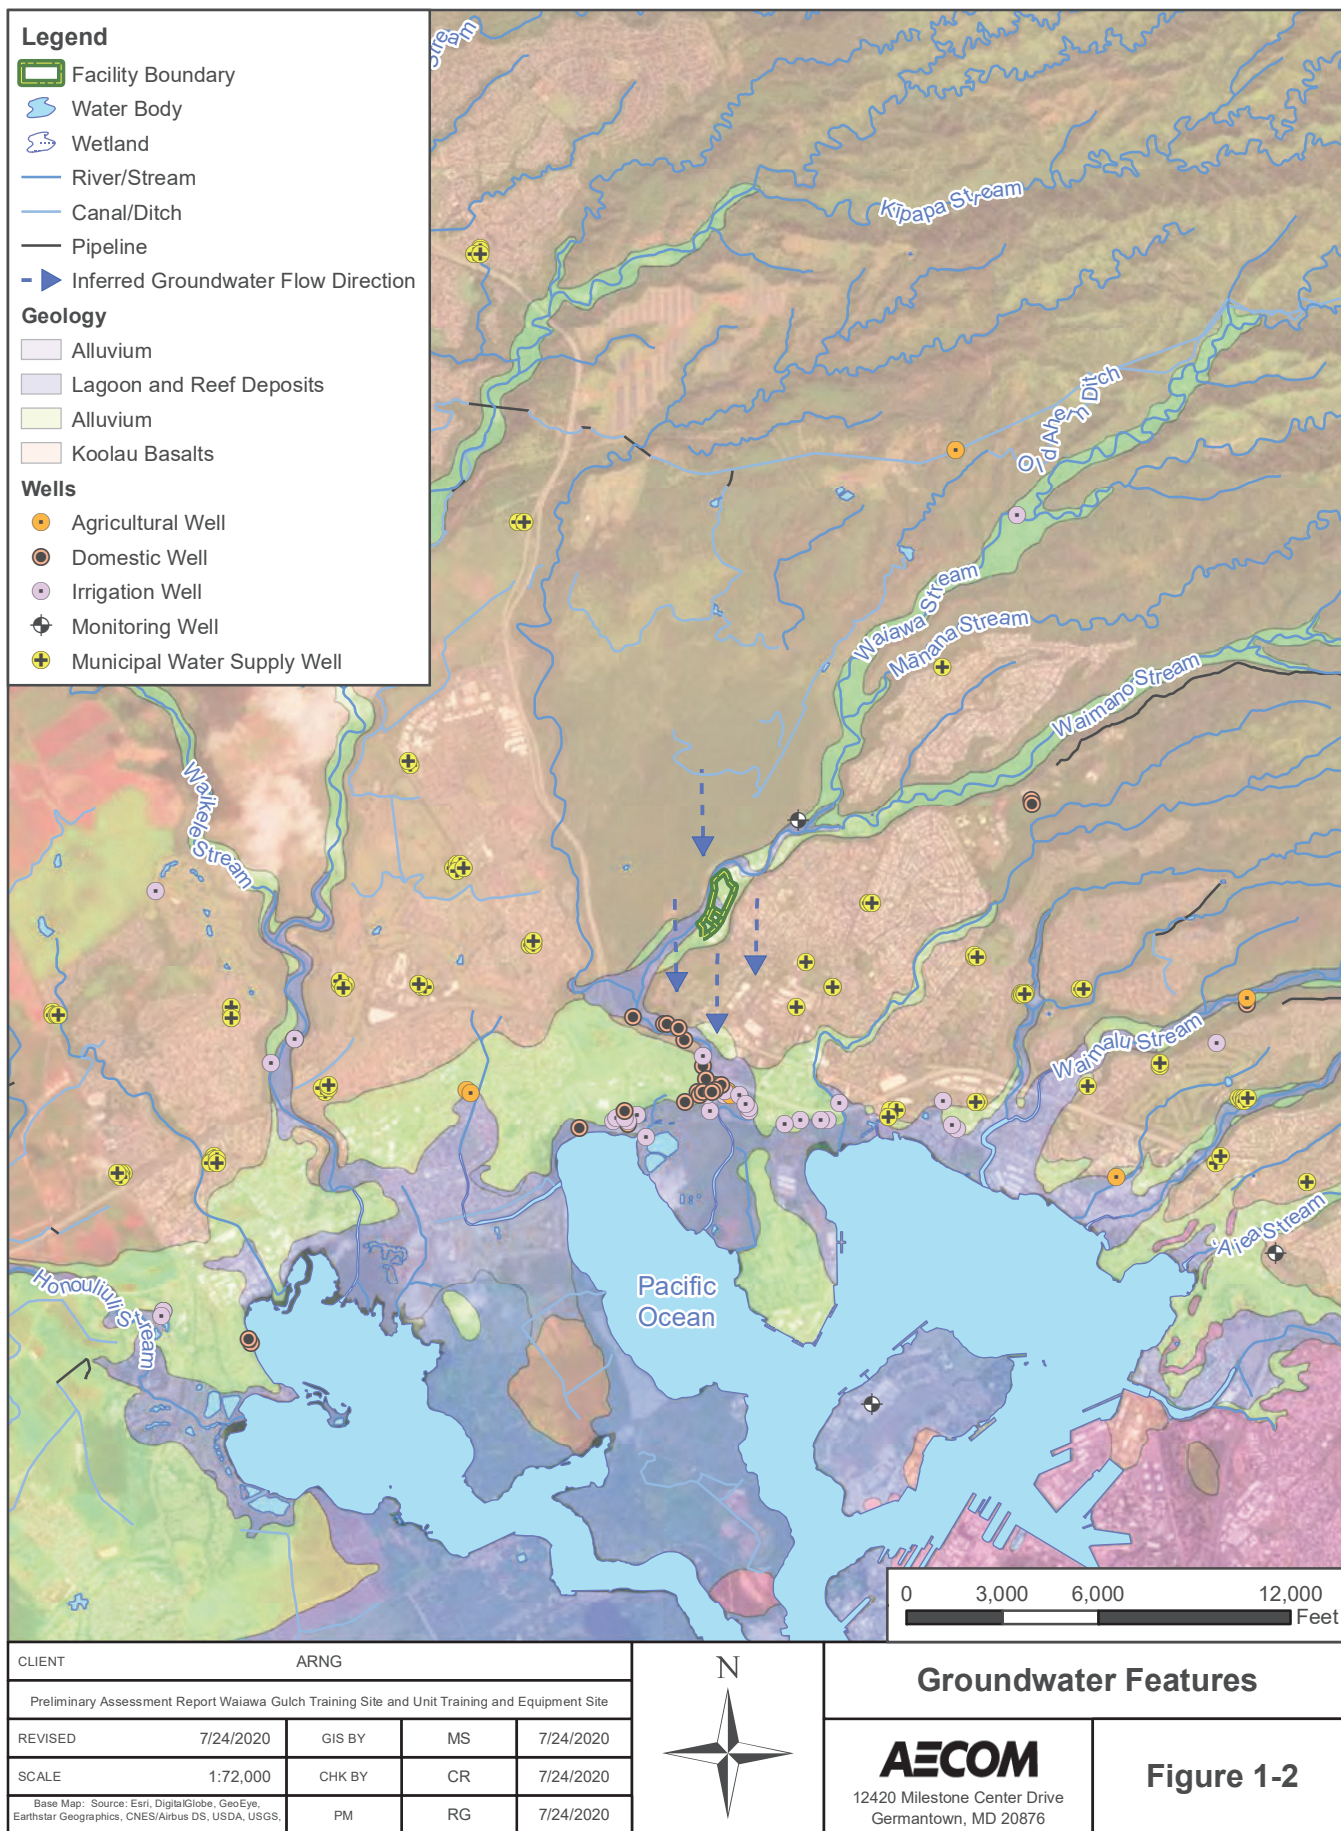 Legend
Facility Boundary
Water Body
Wetland
River/Stream
Canal/Ditch
Pipeline
Inferred Groundwater Flow Direction
Geology
Alluvium
Lagoon and Reef Deposits
Alluvium
Koolau Basalts
Wells
Agricultural Well
Domestic Well
Irrigation Well
Monitoring Well
Municipal Water Supply Well
Stream
Kipapa Stream
Old Ahern Ditch
Waiawa Stream
Mānana Stream
Waimano Stream
Waikele Stream
Waimalu Stream
'Aiea Stream
Honouliuli Stream
Pacific
Ocean
0 3,000 6,000 12,000
Feet
CLIENT ARNG
Preliminary Assessment Report Waiawa Gulch Training Site and Unit Training and Equipment Site
REVISED 7/24/2020 GIS BY MS 7/24/2020
SCALE 1:72,000 CHK BY CR 7/24/2020
Base Map: Source: Esri, DigitalGlobe, GeoEye,
Earthstar Geographics, CNES/Airbus DS, USDA, USGS,
PM RG 7/24/2020
N
Groundwater Features
AECOM
12420 Milestone Center Drive
Germantown, MD 20876
Figure 1-2